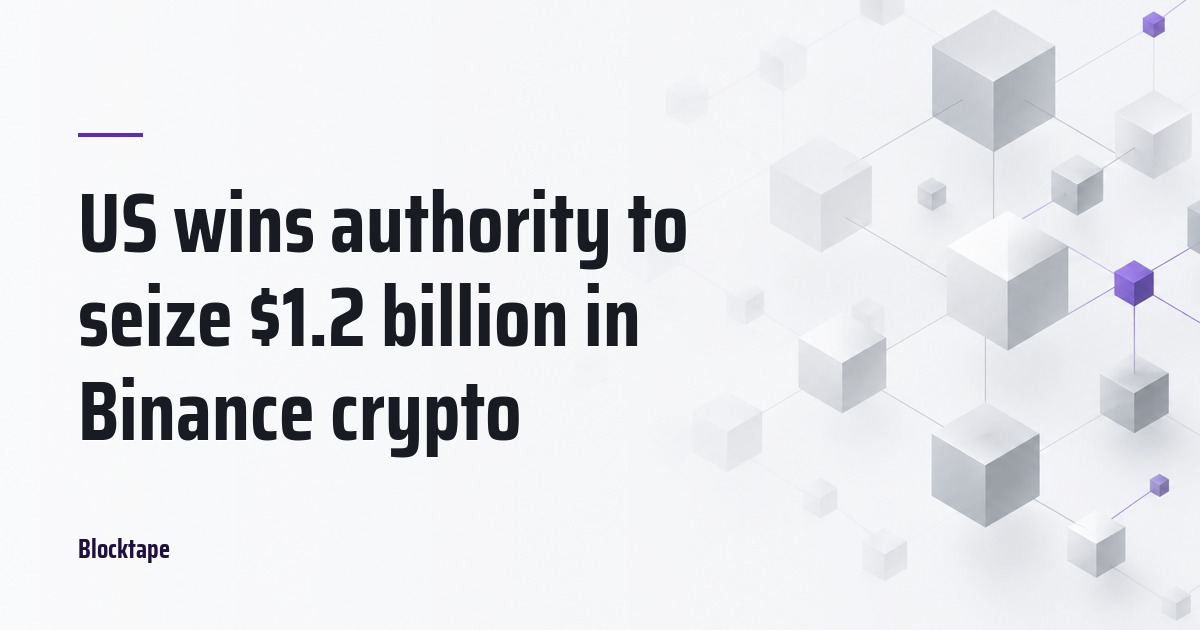 US wins authority to
seize $1.2 billion in
Binance crypto
Blocktape